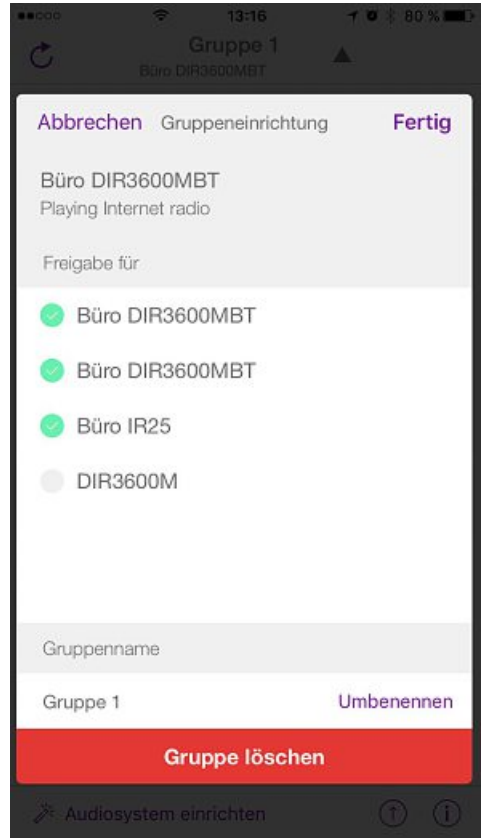 13:16
80 %
Gruppe 1
Büro DIR3600MBT
Abbrechen Gruppeneinrichtung Fertig
Büro DIR3600MBT
Playing Internet radio
Freigabe für
Büro DIR3600MBT
Büro DIR3600MBT
Büro IR25
DIR3600M
Gruppenname
Gruppe 1 Umbenennen
Gruppe löschen
Audiosystem einrichten